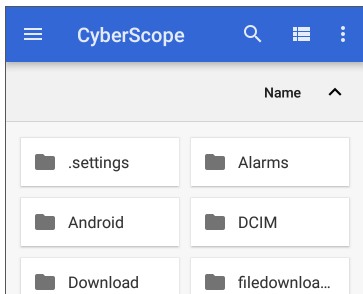 CyberScope
Name
.settings
Alarms
Android
DCIM
Download
filedownloa...